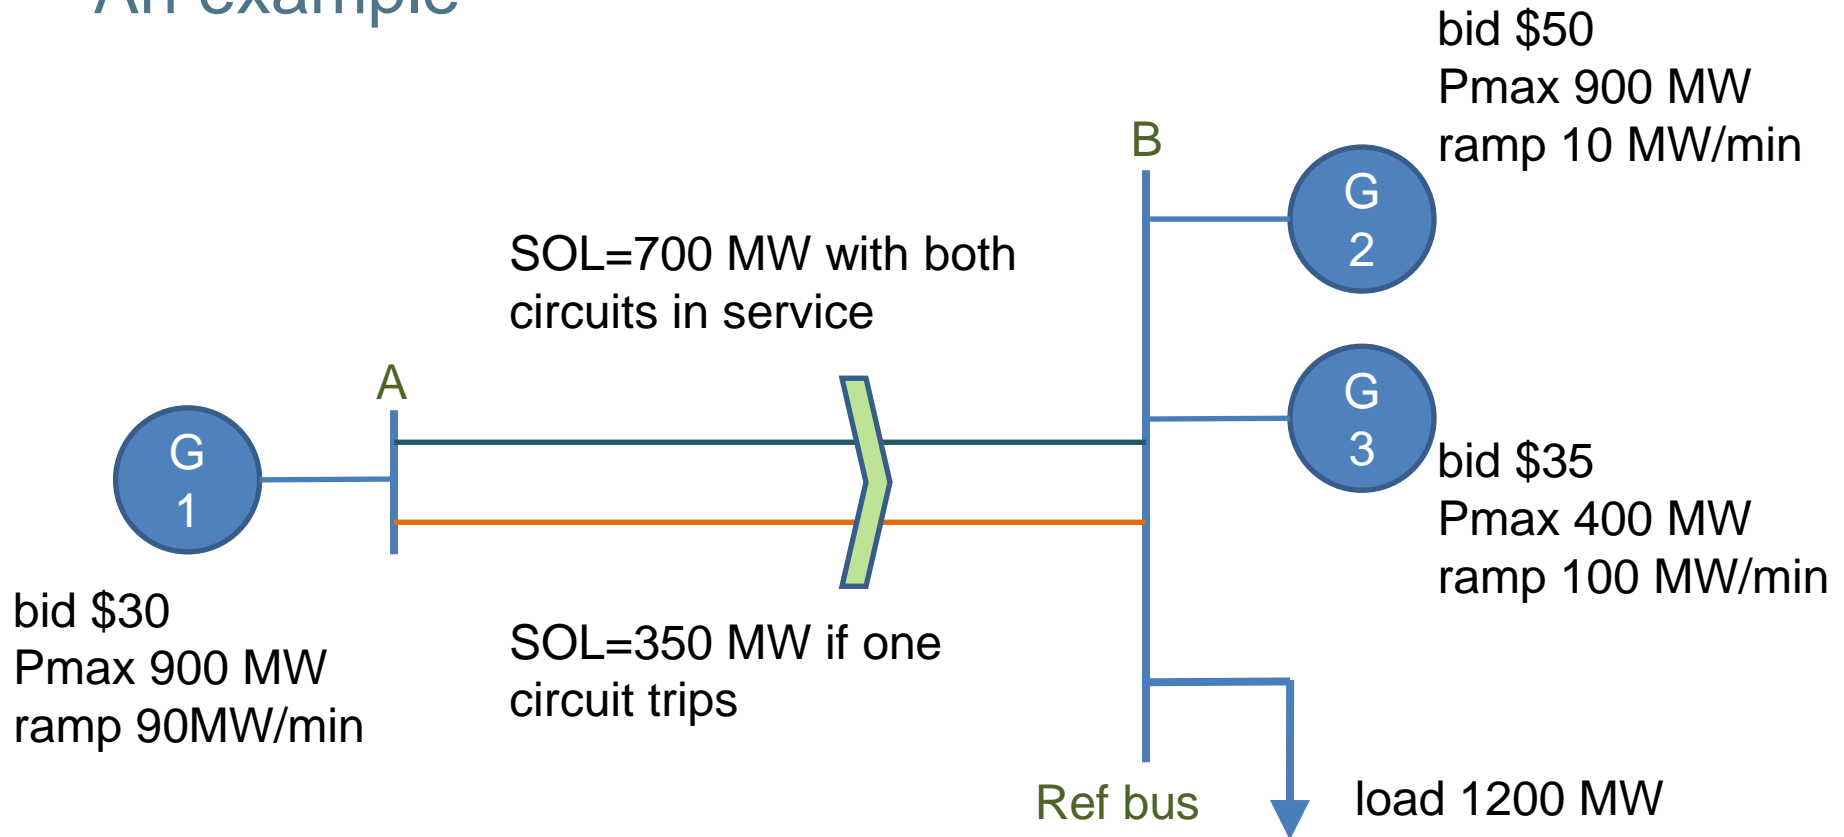 An example
bid $50
Pmax 900 MW
ramp 10 MW/min
B
G
2
SOL=700 MW with both
circuits in service
A
G
3
G
1
bid $35
Pmax 400 MW
ramp 100 MW/min
bid $30
Pmax 900 MW
ramp 90MW/min
SOL=350 MW if one
circuit trips
Ref bus
load 1200 MW